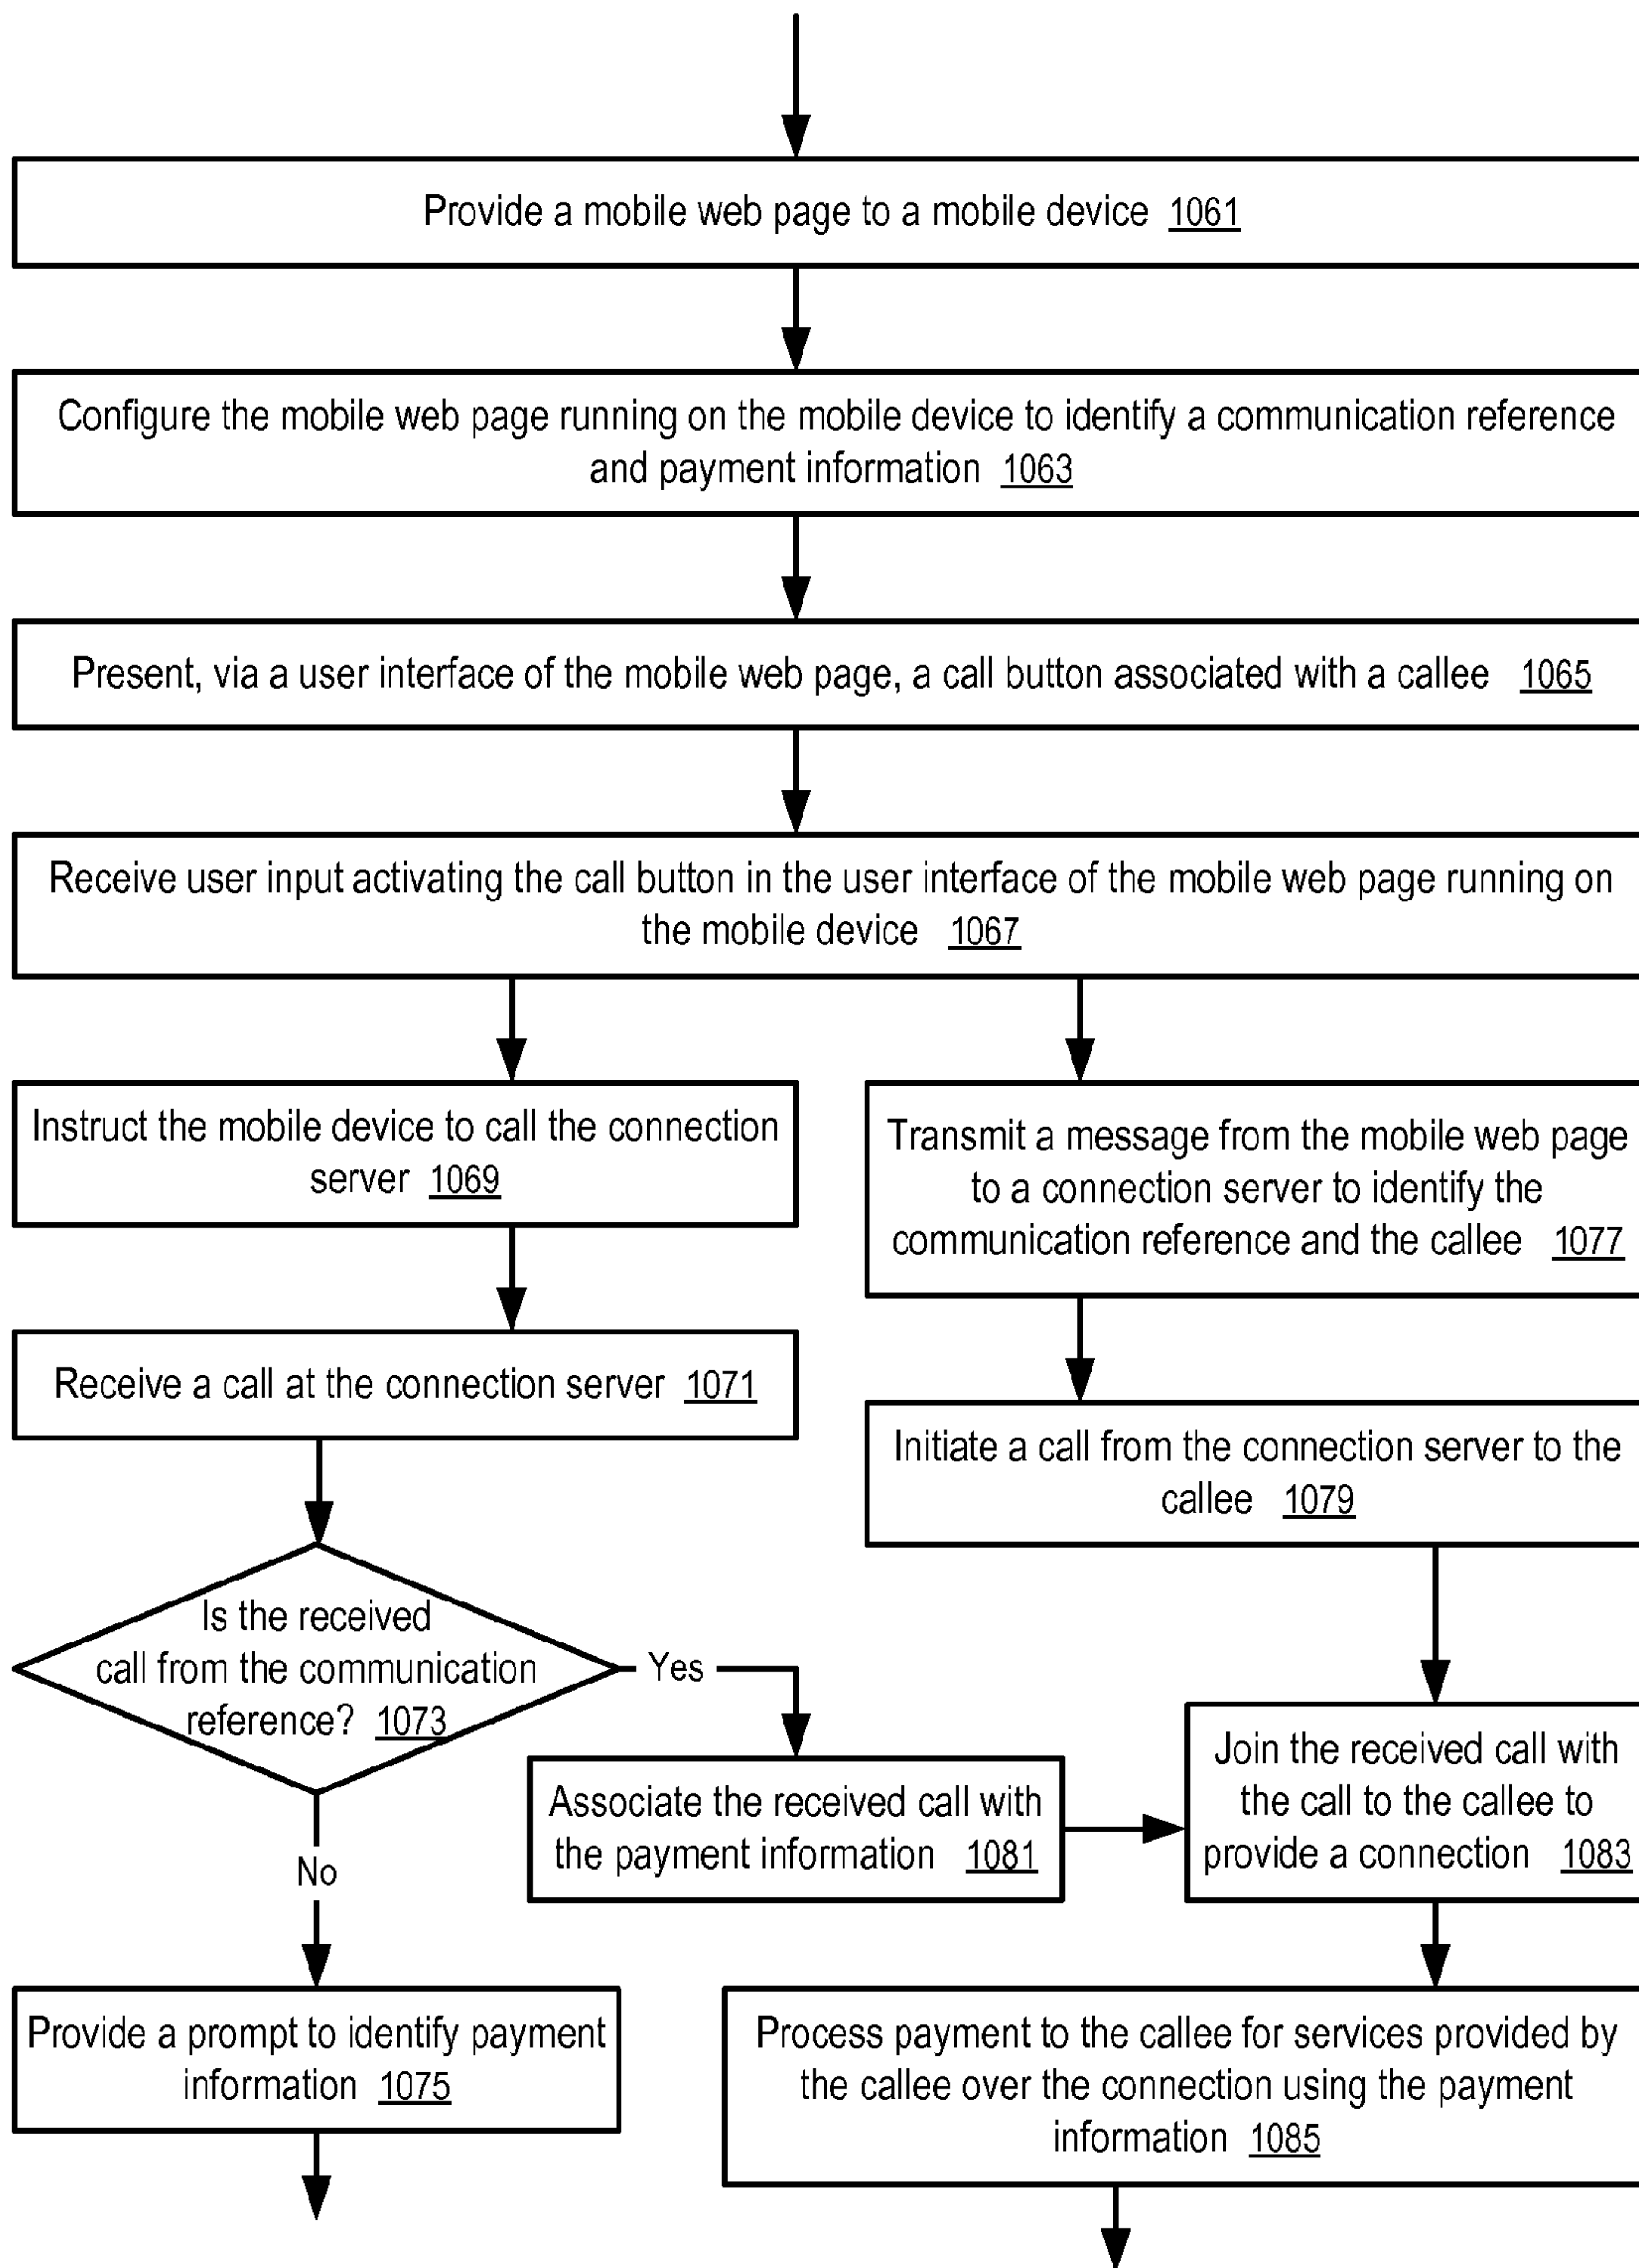 Provide a mobile web page to a mobile device 1061
Configure the mobile web page running on the mobile device to identify a communication reference
and payment information 1063
Present, via a user interface of the mobile web page, a call button associated with a callee 1065
Receive user input activating the call button in the user interface of the mobile web page running on
the mobile device 1067
Instruct the mobile device to call the connection
server 1069
Transmit a message from the mobile web page
to a connection server to identify the
communication reference and the callee 1077
Receive a call at the connection server 1071
Initiate a call from the connection server to the
callee 1079
Is the received
call from the communication
reference? 1073
Yes
No
Associate the received call with
the payment information 1081
Join the received call with
the call to the callee to
provide a connection 1083
Provide a prompt to identify payment
information 1075
Process payment to the callee for services provided by
the callee over the connection using the payment
information 1085